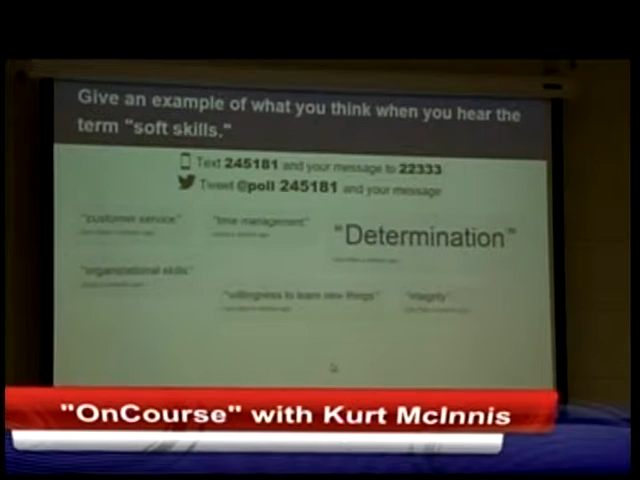 Give an example of what you think when you hear the
term "soft skills."
Text 245181 and your message to 22333
Tweet @poll 245181 and your message
"customer service"
"time management"
"Determination"
"organizational skills"
"willingness to learn new things"
"integrity"
"OnCourse" with Kurt McInnis